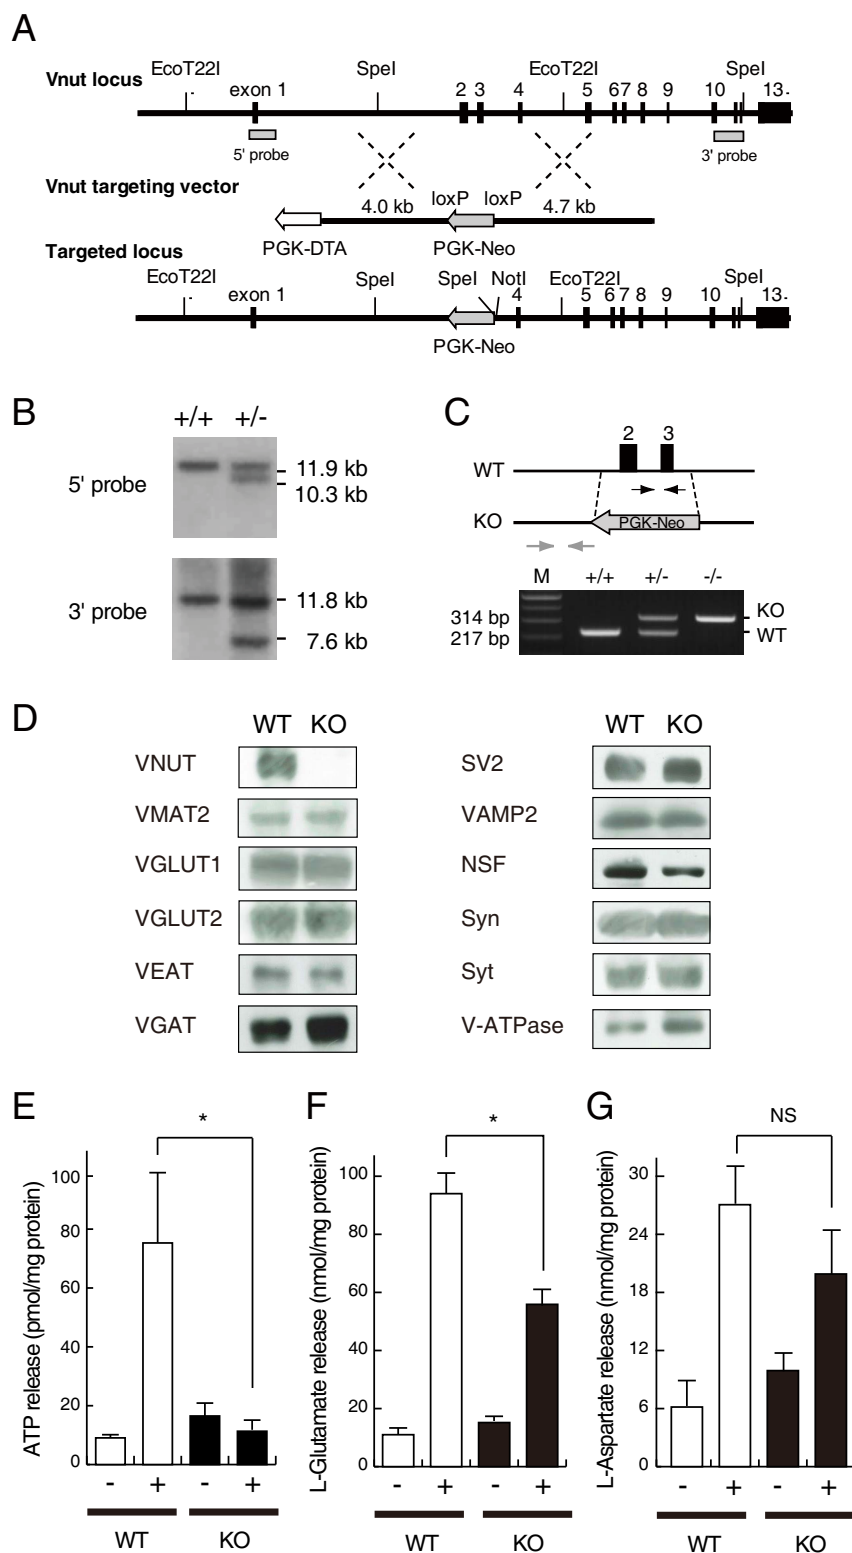 A
EcoT22I SpeI EcoT22I SpeI
Vnut locus
exon 1 2 3 4 5 6 7 8 9 10 13
5' probe 3' probe
Vnut targeting vector
loxP loxP
4.0 kb 4.7 kb
PGK-DTA PGK-Neo
Targeted locus
EcoT22I SpeI SpeI NotI EcoT22I SpeI
exon 1 4 5 6 7 8 9 10 13
PGK-Neo
B
+/+ +/-
5' probe
11.9 kb
10.3 kb
3' probe
11.8 kb
7.6 kb
C
2 3
WT
KO PGK-Neo
M +/+ +/- -/-
314 bp KO
217 bp WT
D
WT KO
VNUT
VMAT2
VGLUT1
VGLUT2
VEAT
VGAT
WT KO
SV2
VAMP2
NSF
Syn
Syt
V-ATPase
E
*
ATP release (pmol/mg protein)
100
80
60
40
20
0
- + - +
WT KO
F
*
L-Glutamate release (nmol/mg protein)
100
80
60
40
20
0
- + - +
WT KO
G
NS
L-Aspartate release (nmol/mg protein)
30
24
18
12
6
0
- + - +
WT KO